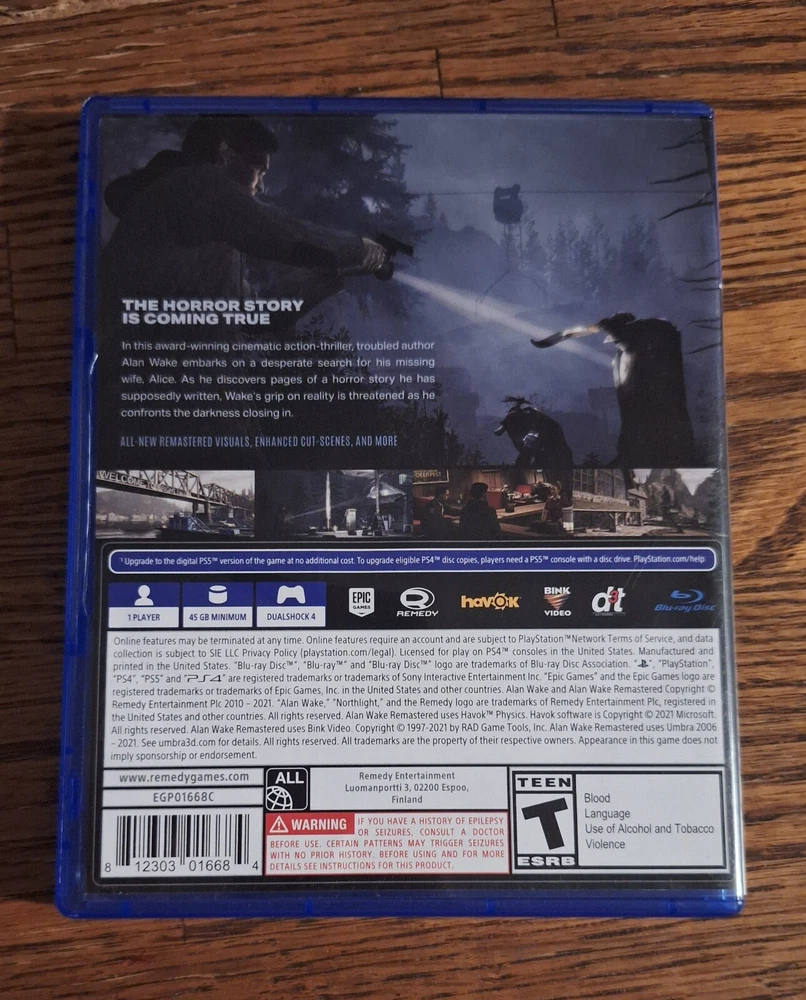 THE HORROR STORY
IS COMING TRUE
In this award-winning cinematic action-thriller, troubled author
Alan Wake embarks on a desperate search for his missing
wife, Alice. As he discovers pages of a horror story he has
supposedly written, Wake's grip on reality is threatened as he
confronts the darkness closing in.
ALL-NEW REMASTERED VISUALS, ENHANCED CUT-SCENES, AND MORE
WELCOME
DEERFEST
¹ Upgrade to the digital PS5™ version of the game at no additional cost. To upgrade eligible PS4™ disc copies, players need a PS5™ console with a disc drive. PlayStation.com/help
1 PLAYER
45 GB MINIMUM
DUALSHOCK 4
EPIC GAMES
REMEDY
havok
BINK VIDEO
d3t
Blu-ray Disc
Online features may be terminated at any time. Online features require an account and are subject to PlayStation™Network Terms of Service, and data
collection is subject to SIE LLC Privacy Policy (playstation.com/legal). Licensed for play on PS4™ consoles in the United States. Manufactured and
printed in the United States. "Blu-ray Disc™", "Blu-ray™" and "Blu-ray Disc™" logo are trademarks of Blu-ray Disc Association. "PS", "PlayStation",
"PS4", "PS5" and "PS4" are registered trademarks or trademarks of Sony Interactive Entertainment Inc. "Epic Games" and the Epic Games logo are
registered trademarks or trademarks of Epic Games, Inc. in the United States and other countries. Alan Wake and Alan Wake Remastered Copyright ©
Remedy Entertainment Plc 2010 - 2021. "Alan Wake," "Northlight," and the Remedy logo are trademarks of Remedy Entertainment Plc, registered in
the United States and other countries. All rights reserved. Alan Wake Remastered uses Havok™ Physics. Havok software is Copyright © 2021 Microsoft.
All rights reserved. Alan Wake Remastered uses Bink Video. Copyright © 1997-2021 by RAD Game Tools, Inc. Alan Wake Remastered uses Umbra 2006
- 2021. See umbra3d.com for details. All rights reserved. All trademarks are the property of their respective owners. Appearance in this game does not
imply sponsorship or endorsement.
www.remedygames.com
EGP01668C
8 12303 01668 4
ALL
Remedy Entertainment
Luomanportti 3, 02200 Espoo,
Finland
WARNING IF YOU HAVE A HISTORY OF EPILEPSY
OR SEIZURES, CONSULT A DOCTOR
BEFORE USE. CERTAIN PATTERNS MAY TRIGGER SEIZURES
WITH NO PRIOR HISTORY. BEFORE USING AND FOR MORE
DETAILS SEE INSTRUCTIONS FOR THIS PRODUCT.
TEEN
T
ESRB
Blood
Language
Use of Alcohol and Tobacco
Violence